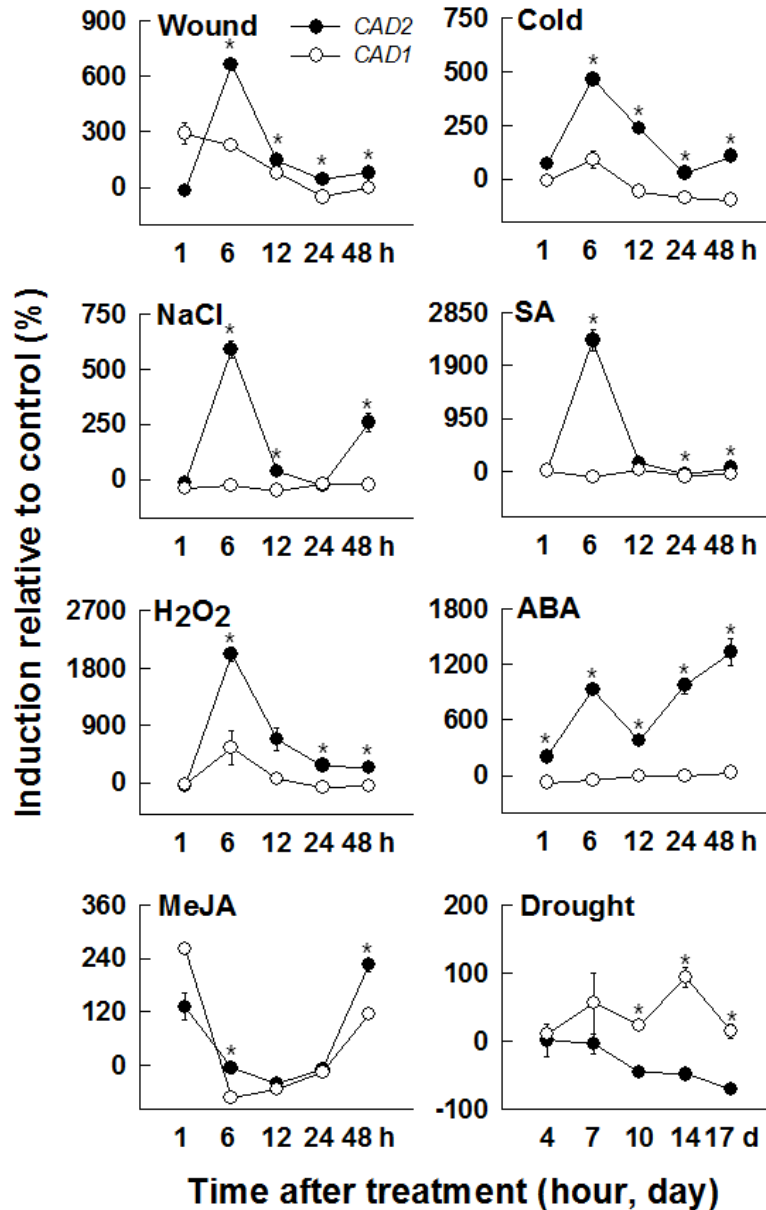 Induction relative to control (%)
Wound
CAD2
CAD1
900
600
300
0
*
*
*
*
1 6 12 24 48 h
Cold
750
500
250
0
*
*
*
*
1 6 12 24 48 h
NaCl
750
500
250
0
*
*
*
1 6 12 24 48 h
SA
2850
1900
950
0
*
*
*
1 6 12 24 48 h
H2O2
2700
1800
900
0
*
*
*
1 6 12 24 48 h
ABA
1800
1200
600
0
*
*
*
*
*
1 6 12 24 48 h
MeJA
360
240
120
0
*
*
1 6 12 24 48 h
Drought
200
100
0
-100
*
*
*
4 7 10 14 17 d
Time after treatment (hour, day)